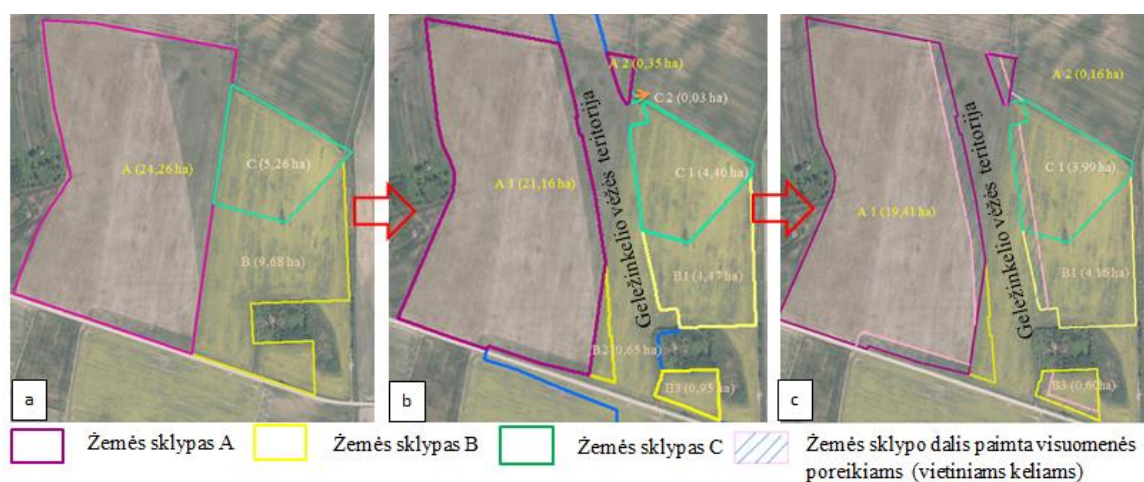 A (24,26 ha)
C (5,26 ha)
B (9,68 ha)
a
A 2 (0,35 ha)
C 2 (0,03 ha)
A 1 (21,16 ha)
C 1 (4,40 ha)
Geležinkelio vėžės teritorija
B1 (4,47 ha)
B2 (0,65 ha)
B3 (0,95 ha)
b
A 2 (0,16 ha)
C 1 (3,99 ha)
A 1 (19,41 ha)
Geležinkelio vėžės teritorija
B1 (4,16 ha)
B3 (0,60 ha)
c
Žemės sklypas A
Žemės sklypas B
Žemės sklypas C
Žemės sklypo dalis paimta visuomenės
poreikiams (vietiniams keliams)